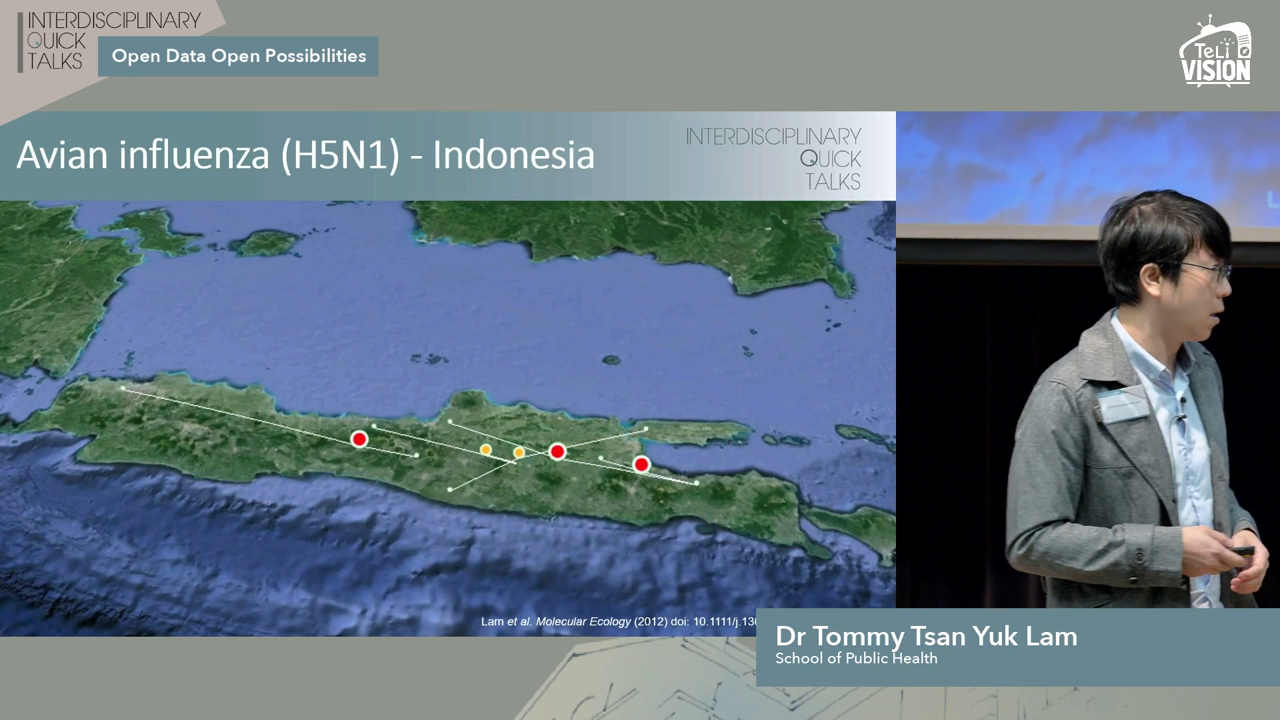 INTERDISCIPLINARY
QUICK
TALKS
Open Data Open Possibilities
TeLi
VISION
Avian influenza (H5N1) - Indonesia
INTERDISCIPLINARY
QUICK
TALKS
L
Lam et al. Molecular Ecology (2012) doi: 10.1111/j.136
Dr Tommy Tsan Yuk Lam
School of Public Health